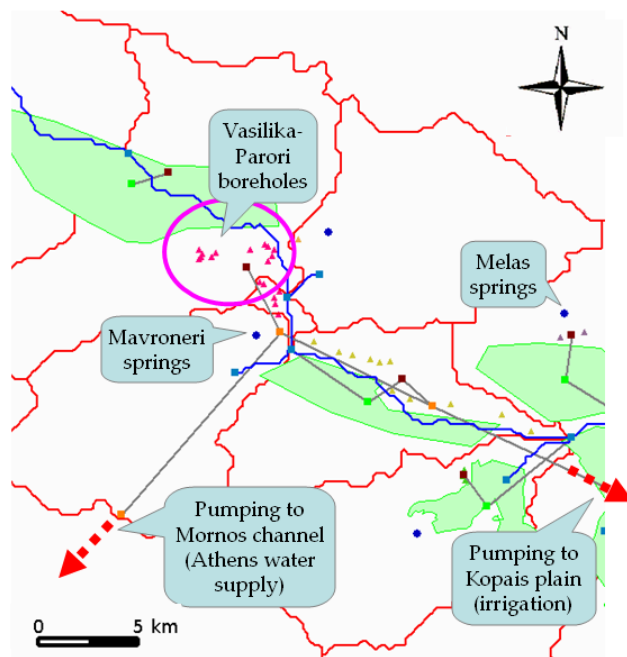 N
Vasilika-
Parori
boreholes
Melas
springs
Mavroneri
springs
Pumping to
Mornos channel
(Athens water
supply)
Pumping to
Kopais plain
(irrigation)
0 5 km